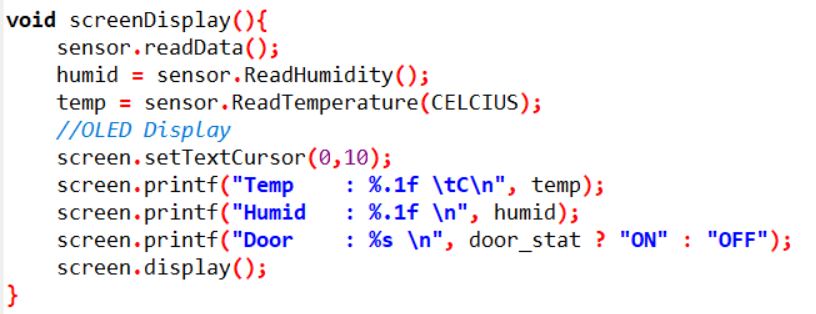 void screenDisplay(){
    sensor.readData();
    humid = sensor.ReadHumidity();
    temp = sensor.ReadTemperature(CELCIUS);
    //OLED Display
    screen.setTextCursor(0,10);
    screen.printf("Temp    : %.1f \tC\n", temp);
    screen.printf("Humid   : %.1f \n", humid);
    screen.printf("Door    : %s \n", door_stat ? "ON" : "OFF");
    screen.display();
}